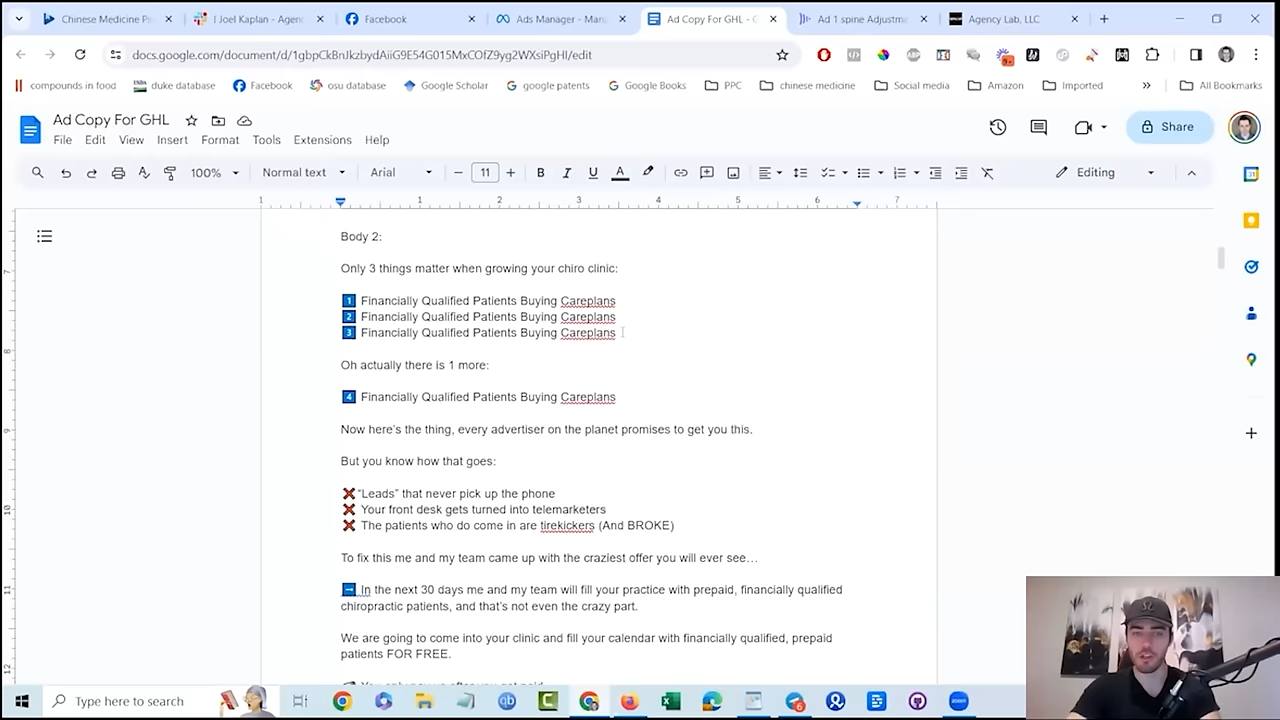 Chinese Medicine Pr
I Joel Kaplan - Agenc
Facebook
Ads Manager - Mana
Ad Copy For GHL - G
Ad 1 spine Adjustme
Agency Lab, LLC
docs.google.com/document/d/1gbpCkBnJkzbydAiiG9E54G015MxCOfZ9yg2WXsiPgHI/edit
compounds in food
duke database
Facebook
osu database
Google Scholar
google patents
Google Books
PPC
chinese medicine
Social media
Amazon
Imported
All Bookmarks
Ad Copy For GHL
Share
File Edit View Insert Format Tools Extensions Help
100% Normal text Arial 11 Editing
1 1 2 3 4 5 6 7
Body 2:
Only 3 things matter when growing your chiro clinic:
1 Financially Qualified Patients Buying Careplans
2 Financially Qualified Patients Buying Careplans
3 Financially Qualified Patients Buying Careplans
Oh actually there is 1 more:
4 Financially Qualified Patients Buying Careplans
Now here's the thing, every advertiser on the planet promises to get you this.
But you know how that goes:
❌ "Leads" that never pick up the phone
❌ Your front desk gets turned into telemarketers
❌ The patients who do come in are tirekickers (And BROKE)
To fix this me and my team came up with the craziest offer you will ever see…
➡ In the next 30 days me and my team will fill your practice with prepaid, financially qualified
chiropractic patients, and that's not even the crazy part.
We are going to come into your clinic and fill your calendar with financially qualified, prepaid
patients FOR FREE.
Type here to search